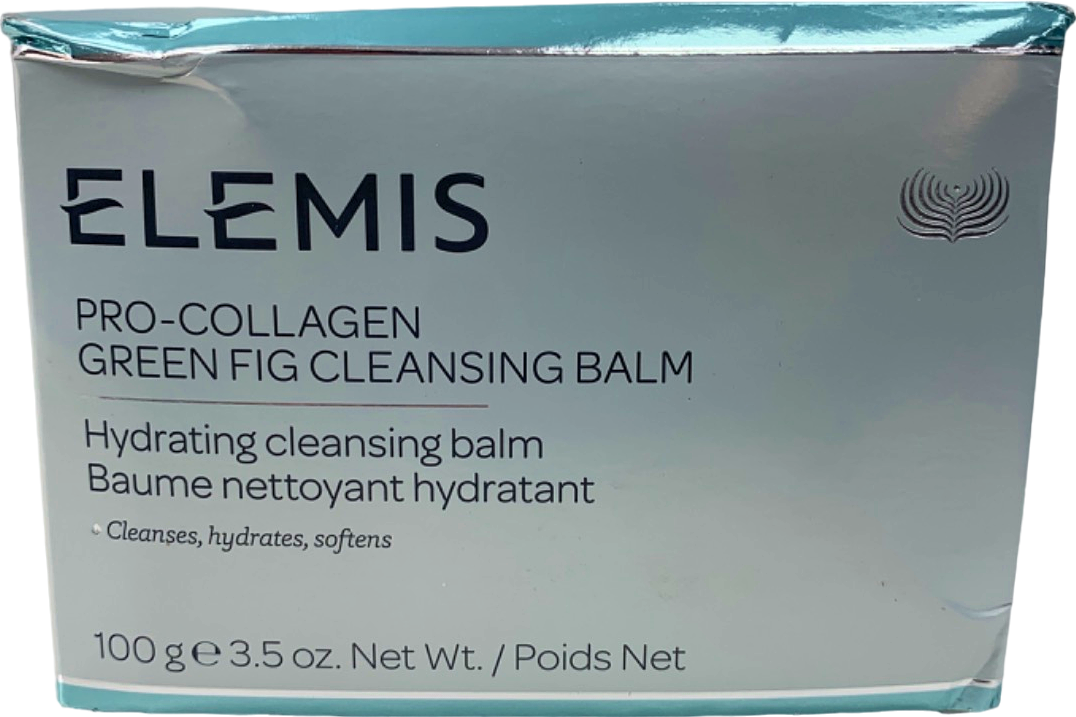 ELEMIS
PRO-COLLAGEN
GREEN FIG CLEANSING BALM
Hydrating cleansing balm
Baume nettoyant hydratant
Cleanses, hydrates, softens
100 g ℮ 3.5 oz. Net Wt. / Poids Net